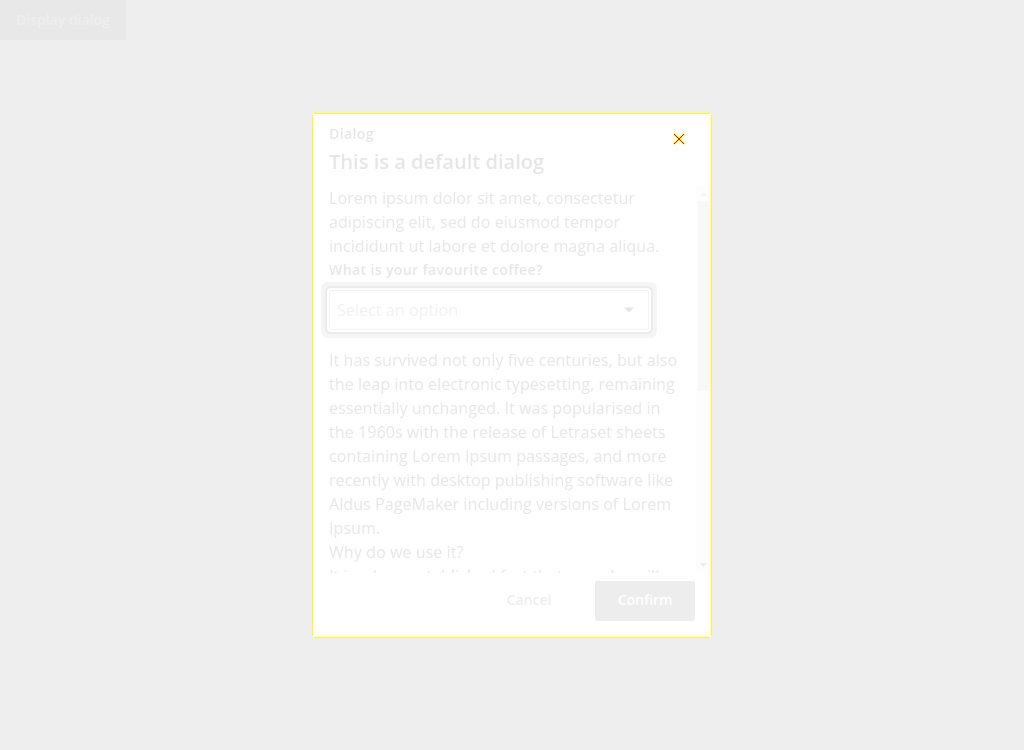 Display dialog
Dialog
This is a default dialog
Lorem ipsum dolor sit amet, consectetur
adipiscing elit, sed do eiusmod tempor
incididunt ut labore et dolore magna aliqua.
What is your favourite coffee?
Select an option
It has survived not only five centuries, but also
the leap into electronic typesetting, remaining
essentially unchanged. It was popularised in
the 1960s with the release of Letraset sheets
containing Lorem Ipsum passages, and more
recently with desktop publishing software like
Aldus PageMaker including versions of Lorem
Ipsum.
Why do we use it?
Cancel
Confirm